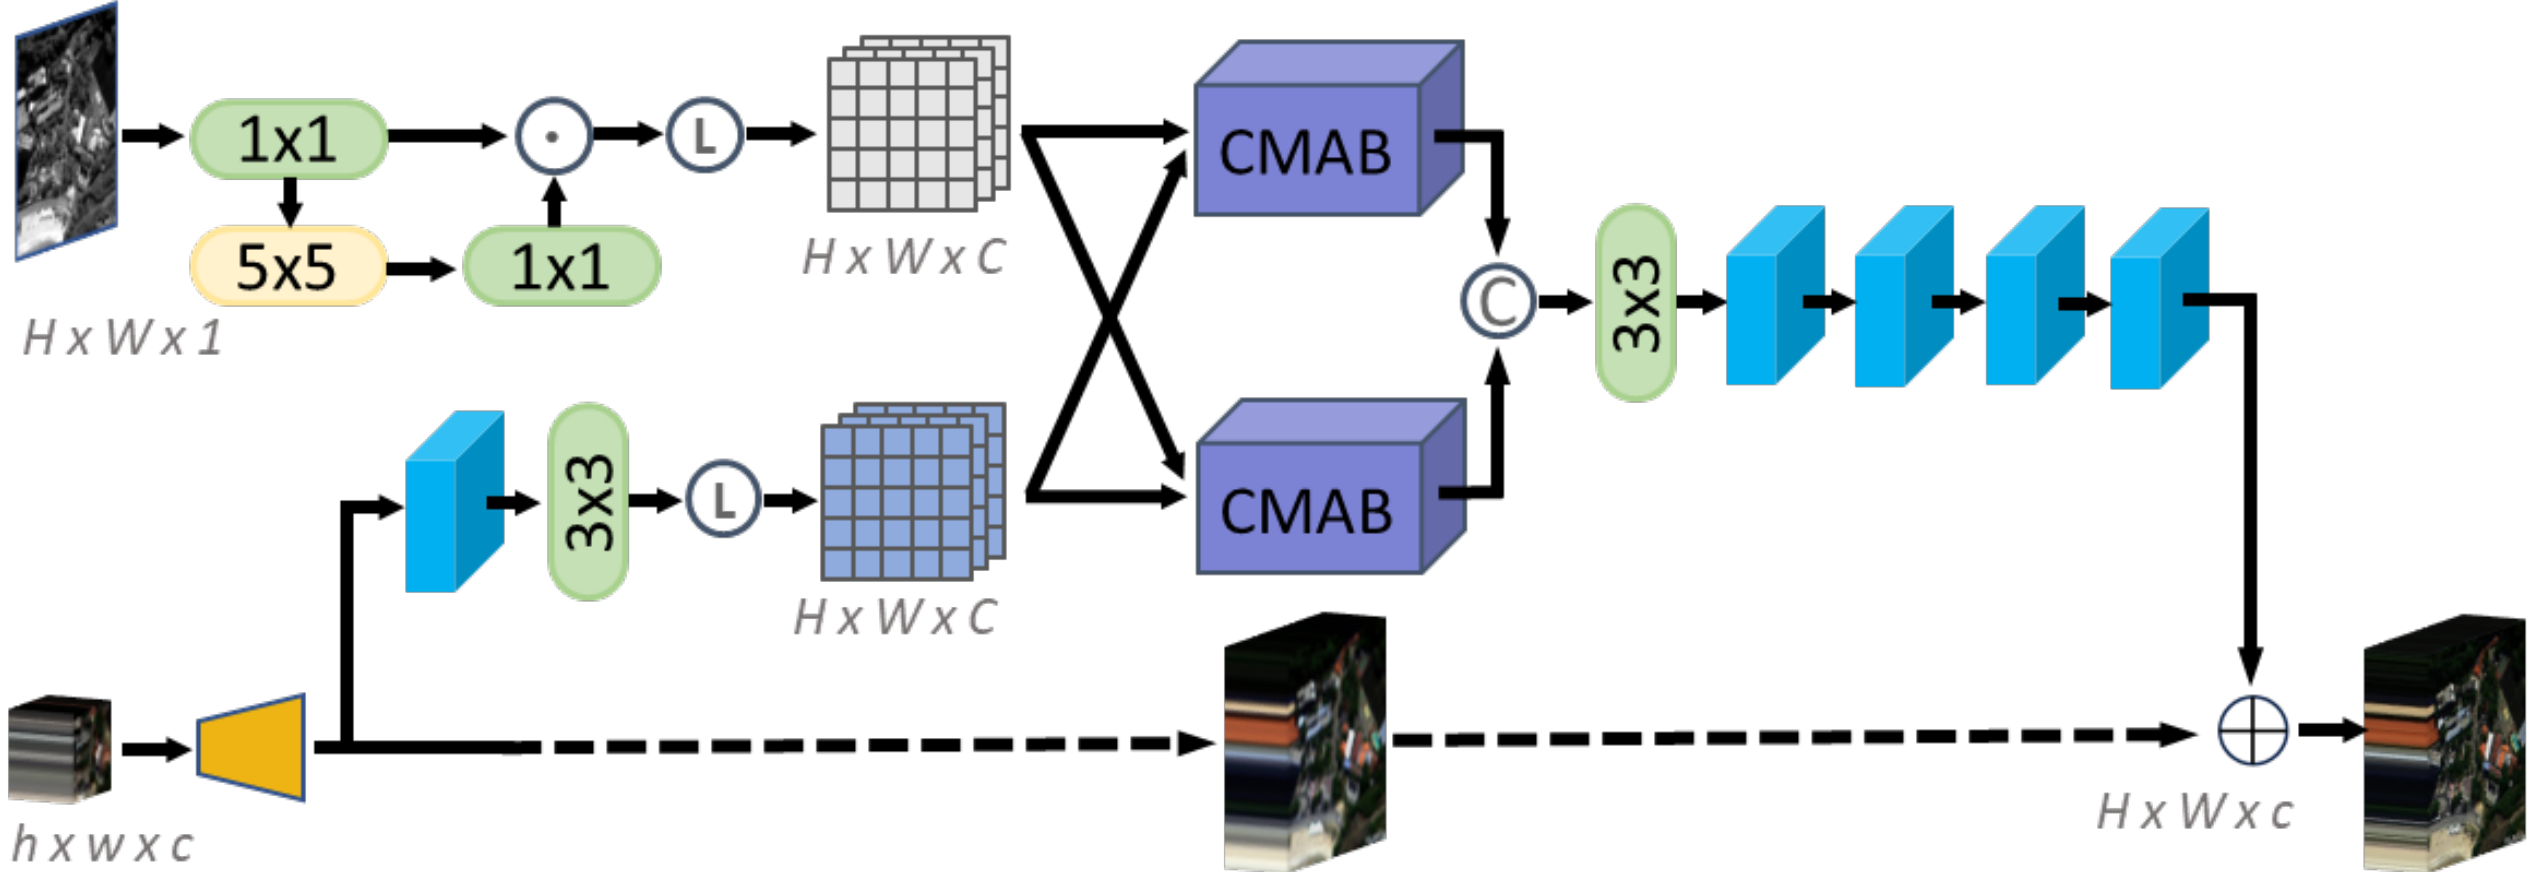 1x1
5x5
1x1
L
H x W x 1
H x W x C
CMAB
C
3x3
3x3
L
H x W x C
CMAB
h x w x c
H x W x c